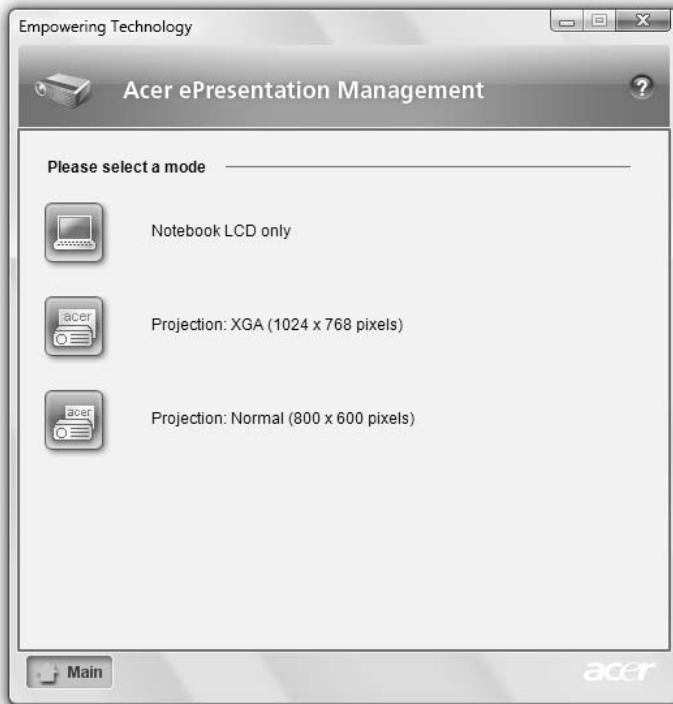 Empowering Technology
Acer ePresentation Management
?
Please select a mode
Notebook LCD only
acer
Projection: XGA (1024 x 768 pixels)
acer
Projection: Normal (800 x 600 pixels)
Main
acer